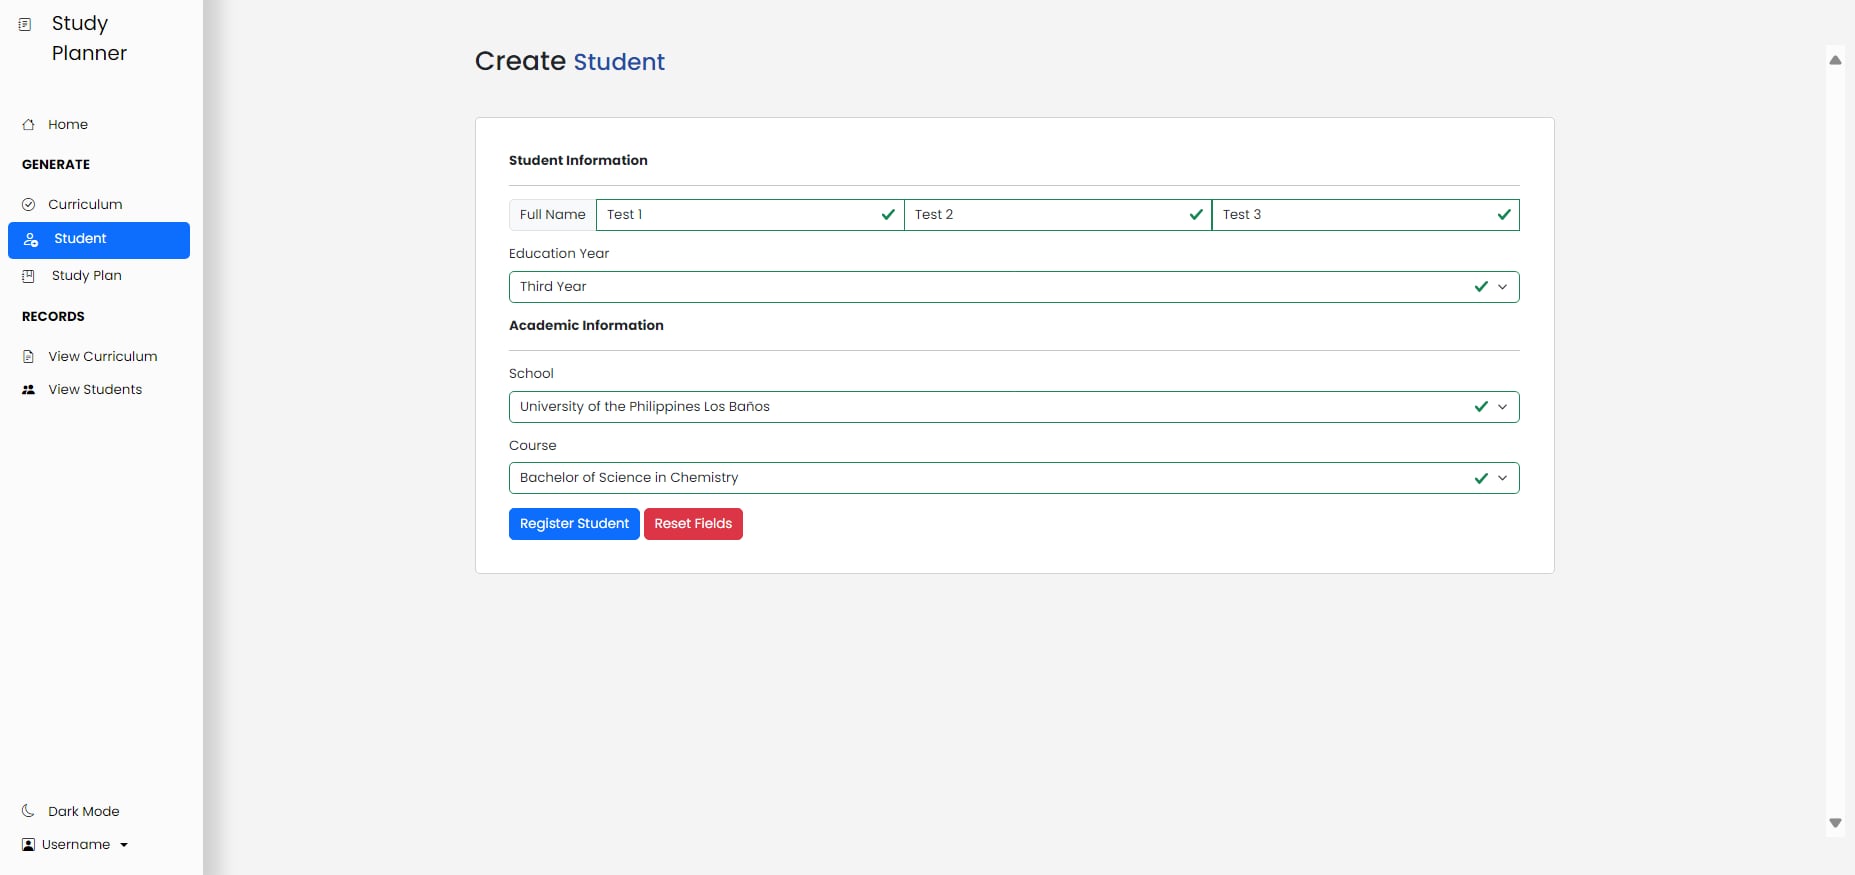 Study
Planner
Home
GENERATE
Curriculum
Student
Study Plan
RECORDS
View Curriculum
View Students
Dark Mode
Username
Create Student
Student Information
Full Name Test 1 Test 2 Test 3
Education Year
Third Year
Academic Information
School
University of the Philippines Los Baños
Course
Bachelor of Science in Chemistry
Register Student Reset Fields